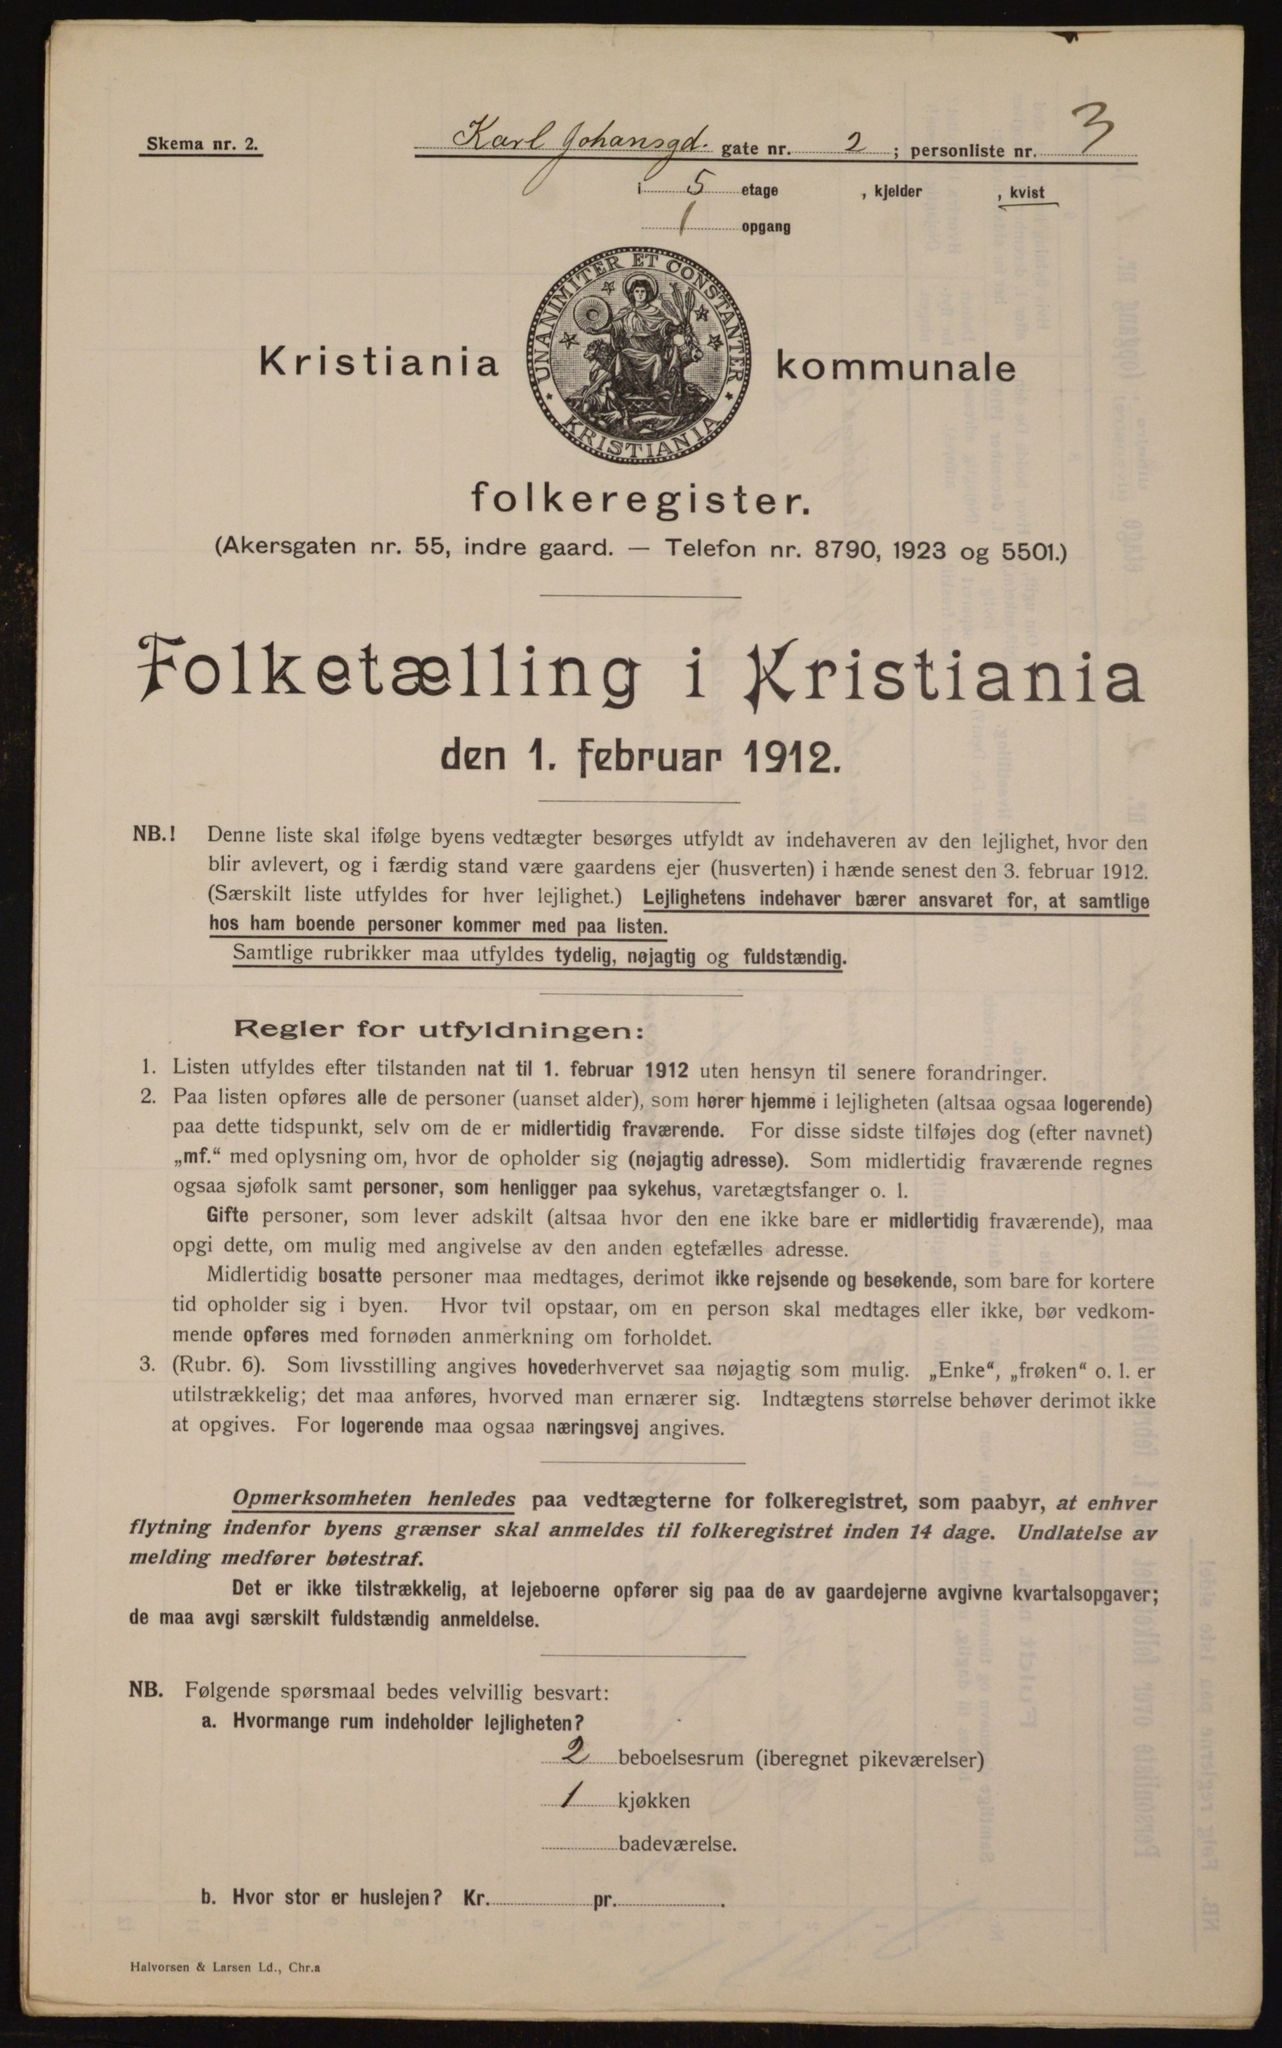 Skema nr. 2.
Karl Johansgd. gate nr. 2 ; personliste nr. 3
i 5 etage , kjelder , kvist
1 opgang
UNANIMITER ET CONSTANTER
KRISTIANIA
Kristiania kommunale
folkeregister.
(Akersgaten nr. 55, indre gaard. — Telefon nr. 8790, 1923 og 5501.)
Folketælling i Kristiania
den 1. februar 1912.
NB.! Denne liste skal ifølge byens vedtægter besørges utfyldt av indehaveren av den lejlighet, hvor den
blir avlevert, og i færdig stand være gaardens ejer (husverten) i hænde senest den 3. februar 1912.
(Særskilt liste utfyldes for hver lejlighet.) Lejlighetens indehaver bærer ansvaret for, at samtlige
hos ham boende personer kommer med paa listen.
Samtlige rubrikker maa utfyldes tydelig, nøjagtig og fuldstændig.
Regler for utfyldningen:
1. Listen utfyldes efter tilstanden nat til 1. februar 1912 uten hensyn til senere forandringer.
2. Paa listen opføres alle de personer (uanset alder), som hører hjemme i lejligheten (altsaa ogsaa logerende)
paa dette tidspunkt, selv om de er midlertidig fraværende. For disse sidste tilføjes dog (efter navnet)
„mf.“ med oplysning om, hvor de opholder sig (nøjagtig adresse). Som midlertidig fraværende regnes
ogsaa sjøfolk samt personer, som henligger paa sykehus, varetægtsfanger o. l.
Gifte personer, som lever adskilt (altsaa hvor den ene ikke bare er midlertidig fraværende), maa
opgi dette, om mulig med angivelse av den anden egtefælles adresse.
Midlertidig bosatte personer maa medtages, derimot ikke rejsende og besøkende, som bare for kortere
tid opholder sig i byen. Hvor tvil opstaar, om en person skal medtages eller ikke, bør vedkom-
mende opføres med fornøden anmerkning om forholdet.
3. (Rubr. 6). Som livsstilling angives hovederhvervet saa nøjagtig som mulig. „Enke“, „frøken“ o. l. er
utilstrækkelig; det maa anføres, hvorved man ernærer sig. Indtægtens størrelse behøver derimot ikke
at opgives. For logerende maa ogsaa næringsvej angives.
Opmerksomheten henledes paa vedtægterne for folkeregistret, som paabyr, at enhver
flytning indenfor byens grænser skal anmeldes til folkeregistret inden 14 dage. Undlatelse av
melding medfører bøtestraf.
Det er ikke tilstrækkelig, at lejeboerne opfører sig paa de av gaardejerne avgivne kvartalsopgaver;
de maa avgi særskilt fuldstændig anmeldelse.
NB. Følgende spørsmaal bedes velvillig besvart:
a. Hvormange rum indeholder lejligheten?
2 beboelsesrum (iberegnet pikeværelser)
1 kjøkken
badeværelse.
b. Hvor stor er huslejen? Kr. pr. .
Halvorsen & Larsen Ld., Chr.a